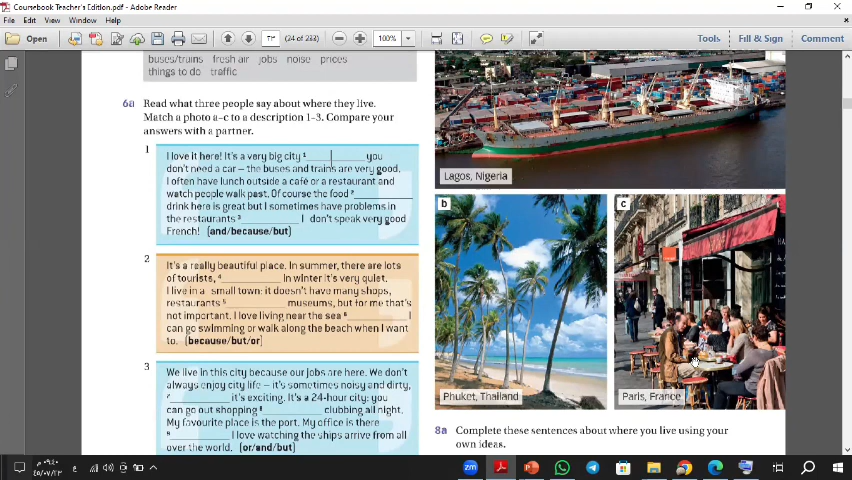 Coursebook Teacher's Edition.pdf - Adobe Reader
File Edit View Window Help
Open
٢٣
(24 of 233)
100%
Tools
Fill & Sign
Comment
buses/trains fresh air jobs noise prices
things to do traffic
6a Read what three people say about where they live.
Match a photo a–c to a description 1–3. Compare your
answers with a partner.
1
I love it here! It's a very big city ¹__________ you
don't need a car – the buses and trains are very good.
I often have lunch outside a café or a restaurant and
watch people walk past. Of course the food ²__________
drink here is great but I sometimes have problems in
the restaurants ³__________ I don't speak very good
French! (and/because/but)
2
It's a really beautiful place. In summer, there are lots
of tourists, ⁴__________ in winter it's very quiet.
I live in a small town: it doesn't have many shops,
restaurants ⁵__________ museums, but for me that's
not important. I love living near the sea ⁶__________ I
can go swimming or walk along the beach when I want
to. (because/but/or)
3
We live in this city because our jobs are here. We don't
always enjoy city life – it's sometimes noisy and dirty,
⁷__________ it's exciting. It's a 24-hour city: you
can go out shopping ⁸__________ clubbing all night.
My favourite place is the port. My office is there
⁹__________ I love watching the ships arrive from all
over the world. (or/and/but)
Lagos, Nigeria
b
Phuket, Thailand
c
Paris, France
8a Complete these sentences about where you live using your
own ideas.
zm